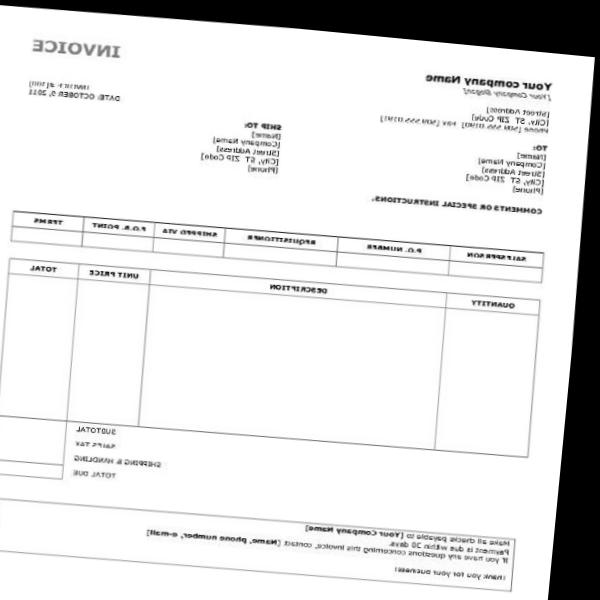 Your company Name
INVOICE
[Your Company Slogan]
[Street Address]
[City, ST ZIP Code]
Phone [509.555.0190] Fax [509.555.0191]
INVOICE #[100]
DATE: OCTOBER 5, 2011
TO:
[Name]
[Company Name]
[Street Address]
[City, ST ZIP Code]
[Phone]
SHIP TO:
[Name]
[Company Name]
[Street Address]
[City, ST ZIP Code]
[Phone]
COMMENTS OR SPECIAL INSTRUCTIONS:
SALESPERSON P.O. NUMBER REQUISITIONER SHIPPED VIA F.O.B. POINT TERMS
QUANTITY DESCRIPTION UNIT PRICE TOTAL
SUBTOTAL
SALES TAX
SHIPPING & HANDLING
TOTAL DUE
Make all checks payable to [Your Company Name]
Payment is due within 30 days.
If you have any questions concerning this invoice, contact [Name, phone number, e-mail]
Thank you for your business!